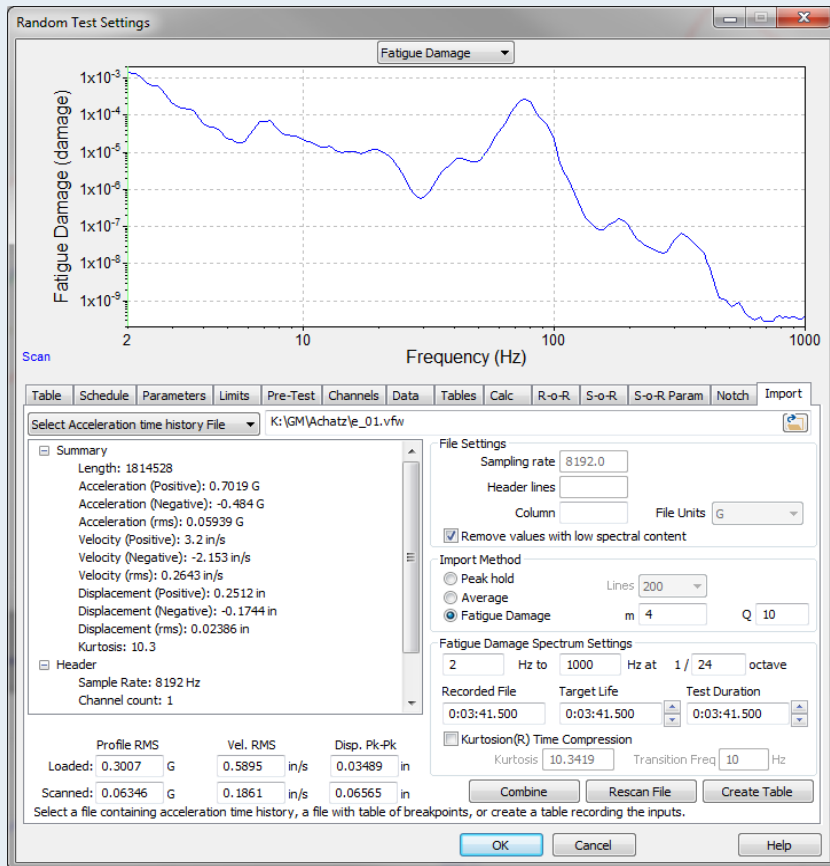 Random Test Settings
Fatigue Damage
Fatigue Damage (damage)
1x10-3
1x10-4
1x10-5
1x10-6
1x10-7
1x10-8
1x10-9
2 10 100 1000
Frequency (Hz)
Scan
Table Schedule Parameters Limits Pre-Test Channels Data Tables Calc R-o-R S-o-R S-o-R Param Notch Import
Select Acceleration time history File K:\GM\Achatz\e_01.vfw
Summary
Length: 1814528
Acceleration (Positive): 0.7019 G
Acceleration (Negative): -0.484 G
Acceleration (rms): 0.05939 G
Velocity (Positive): 3.2 in/s
Velocity (Negative): -2.153 in/s
Velocity (rms): 0.2643 in/s
Displacement (Positive): 0.2512 in
Displacement (Negative): -0.1744 in
Displacement (rms): 0.02386 in
Kurtosis: 10.3
Header
Sample Rate: 8192 Hz
Channel count: 1
File Settings
Sampling rate 8192.0
Header lines
Column File Units G
Remove values with low spectral content
Import Method
Peak hold Lines 200
Average
Fatigue Damage m 4 Q 10
Fatigue Damage Spectrum Settings
2 Hz to 1000 Hz at 1 / 24 octave
Recorded File Target Life Test Duration
0:03:41.500 0:03:41.500 0:03:41.500
Kurtosion(R) Time Compression
Kurtosis 10.3419 Transition Freq 10 Hz
Profile RMS Vel. RMS Disp. Pk-Pk
Loaded: 0.3007 G 0.5895 in/s 0.03489 in
Scanned: 0.06346 G 0.1861 in/s 0.06565 in
Combine Rescan File Create Table
Select a file containing acceleration time history, a file with table of breakpoints, or create a table recording the inputs.
OK Cancel Help